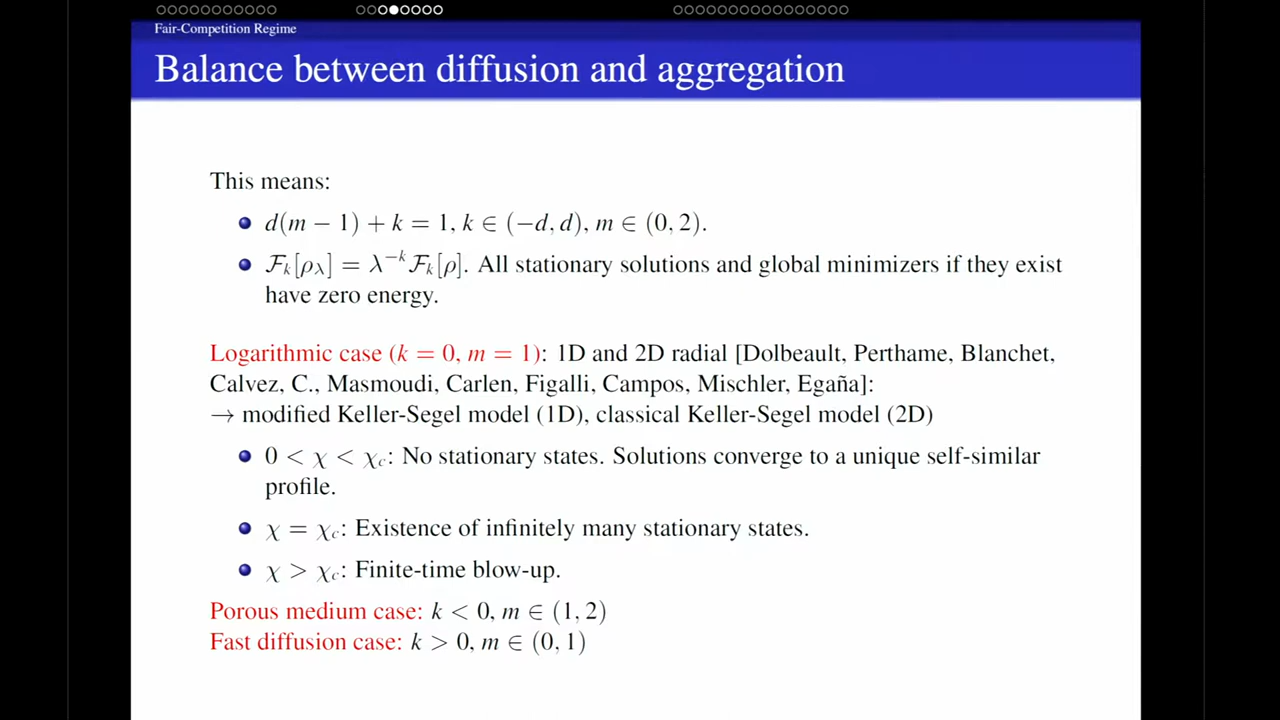 Fair-Competition Regime
Balance between diffusion and aggregation
This means:
d(m − 1) + k = 1, k ∈ (−d, d), m ∈ (0, 2).
ℱₖ[ρ_λ] = λ⁻ᵏℱₖ[ρ]. All stationary solutions and global minimizers if they exist
have zero energy.
Logarithmic case (k = 0, m = 1): 1D and 2D radial [Dolbeault, Perthame, Blanchet,
Calvez, C., Masmoudi, Carlen, Figalli, Campos, Mischler, Egaña]:
→ modified Keller-Segel model (1D), classical Keller-Segel model (2D)
0 < χ < χ_c: No stationary states. Solutions converge to a unique self-similar
profile.
χ = χ_c: Existence of infinitely many stationary states.
χ > χ_c: Finite-time blow-up.
Porous medium case: k < 0, m ∈ (1, 2)
Fast diffusion case: k > 0, m ∈ (0, 1)